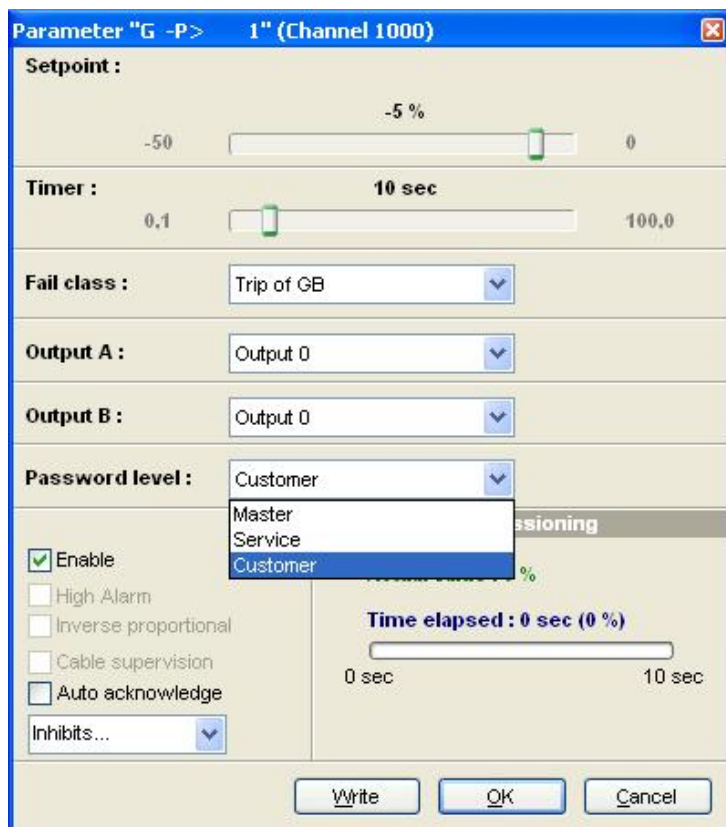 Parameter "G -P> 1" (Channel 1000)
Setpoint :
-5 %
-50
0
Timer :
10 sec
0,1
100,0
Fail class :
Trip of GB
Output A :
Output 0
Output B :
Output 0
Password level :
Customer
Master
Service
Customer
ssioning
Enable
High Alarm
Inverse proportional
Cable supervision
Auto acknowledge
Inhibits...
%
Time elapsed : 0 sec (0 %)
0 sec
10 sec
Write
OK
Cancel